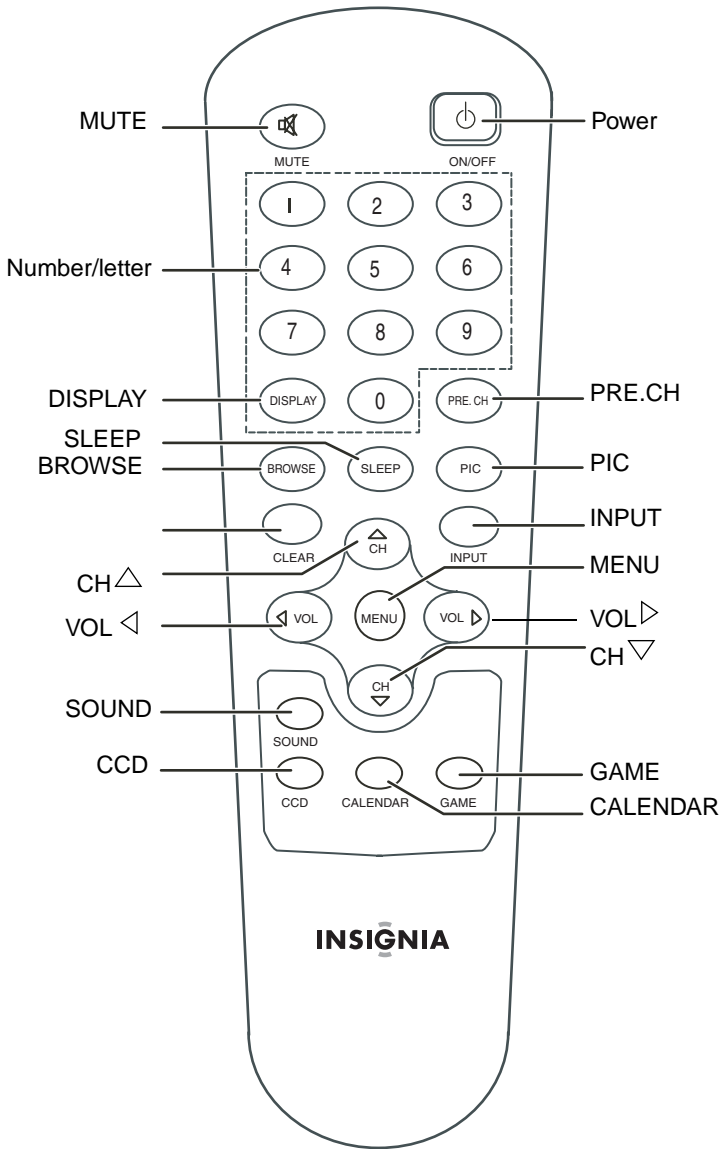 MUTE
Power
MUTE
ON/OFF
1 2 3
Number/letter
4 5 6
7 8 9
DISPLAY
DISPLAY 0 PRE. CH
PRE.CH
SLEEP
BROWSE
BROWSE SLEEP PIC
PIC
CLEAR
CH
INPUT
INPUT
MENU
CH △
VOL ◁
◁ VOL MENU VOL ▷
VOL ▷
CH ▽
CH
SOUND
SOUND
CCD
GAME
CCD CALENDAR GAME
CALENDAR
INSIGNIA